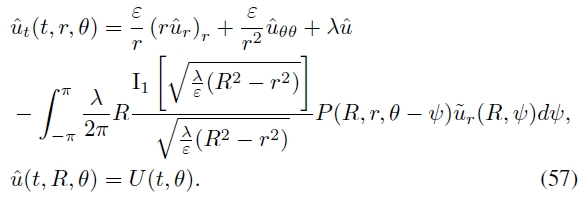 û_t(t, r, θ) = ε/r (rû_r)_r + ε/r² û_θθ + λû
− ∫_{−π}^{π} λ/2π R I₁[√(λ/ε (R² − r²))] / √(λ/ε (R² − r²)) P(R, r, θ − ψ)ũ_r(R, ψ)dψ,
û(t, R, θ) = U(t, θ). (57)